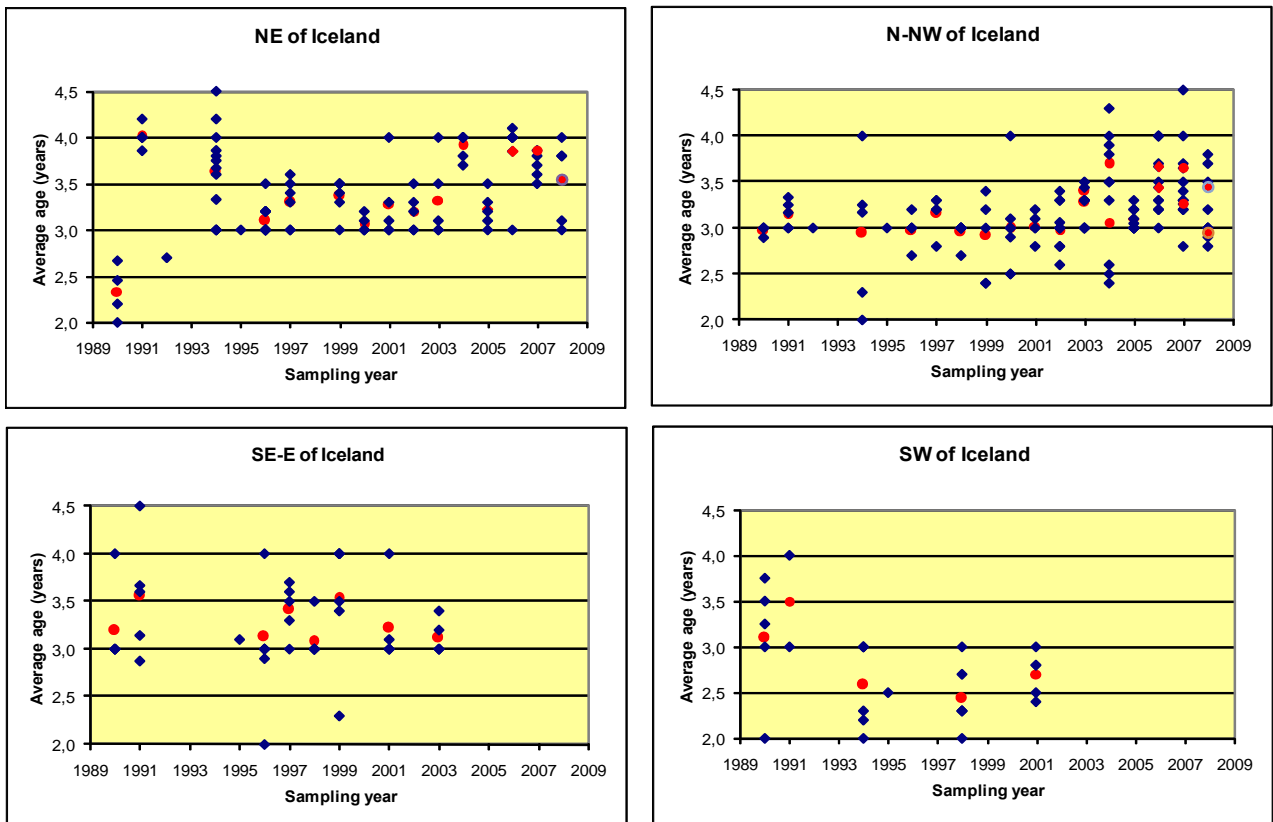 NE of Iceland
4,5
4,0
3,5
3,0
2,5
2,0
Average age (years)
1989 1991 1993 1995 1997 1999 2001 2003 2005 2007 2009
Sampling year
N-NW of Iceland
4,5
4,0
3,5
3,0
2,5
2,0
Average age (years)
1989 1991 1993 1995 1997 1999 2001 2003 2005 2007 2009
Sampling year
SE-E of Iceland
4,5
4,0
3,5
3,0
2,5
2,0
Average age (years)
1989 1991 1993 1995 1997 1999 2001 2003 2005 2007 2009
Sampling year
SW of Iceland
4,5
4,0
3,5
3,0
2,5
2,0
Average age (years)
1989 1991 1993 1995 1997 1999 2001 2003 2005 2007 2009
Sampling year